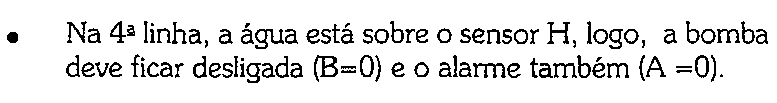 • Na 4ª linha, a água está sobre o sensor H, logo, a bomba
deve ficar desligada (B=0) e o alarme também (A =0).